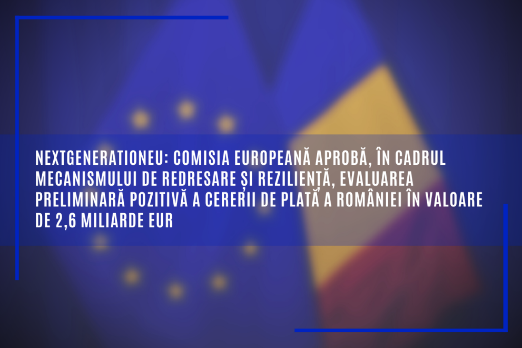 NEXTGENERATIONEU: COMISIA EUROPEANĂ APROBĂ, ÎN CADRUL
MECANISMULUI DE REDRESARE ȘI REZILIENȚĂ, EVALUAREA
PRELIMINARĂ POZITIVĂ A CERERII DE PLATĂ A ROMÂNIEI ÎN VALOARE
DE 2,6 MILIARDE EUR